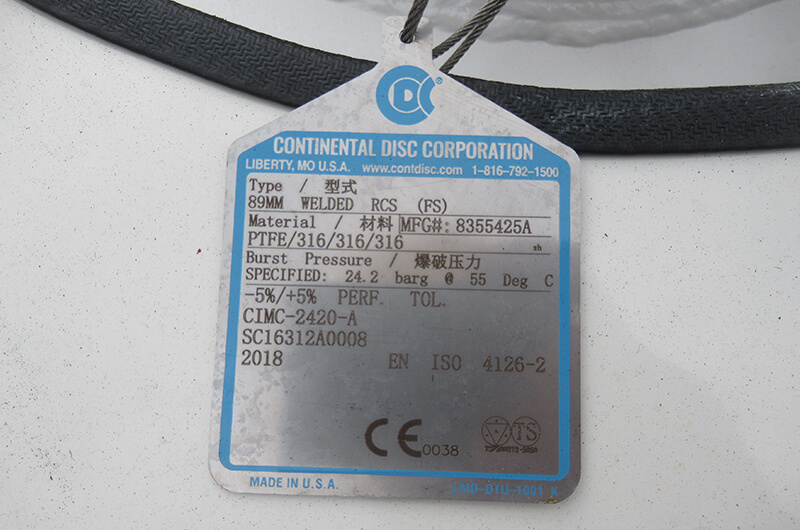 CDC®
CONTINENTAL DISC CORPORATION
LIBERTY, MO U.S.A. www.contdisc.com 1-816-792-1500
Type / 型式
89MM WELDED RCS (FS)
Material / 材料 MFG#: 8355425A
PTFE/316/316/316 sh
Burst Pressure / 爆破压力
SPECIFIED: 24.2 barg @ 55 Deg C
-5%/+5% PERF. TOL.
CIMC-2420-A
SC16312A0008
2018 EN ISO 4126-2
CE 0038 TS
MADE IN U.S.A.